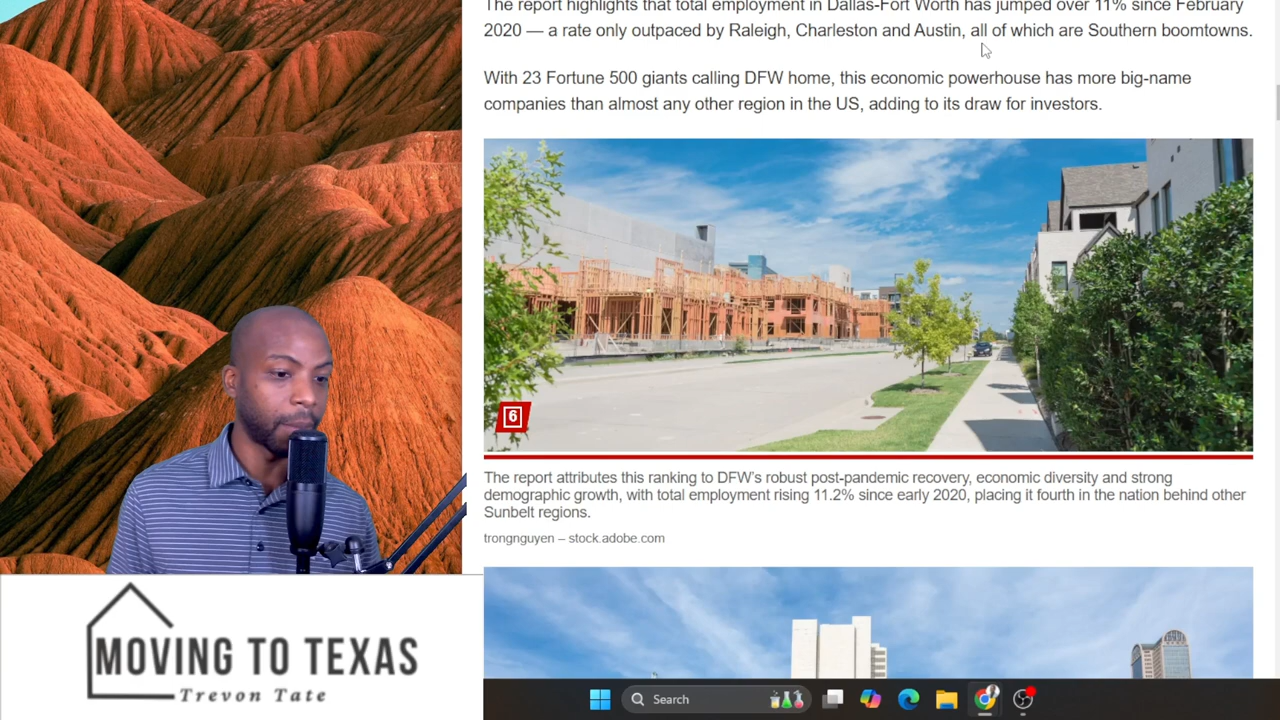 The report highlights that total employment in Dallas-Fort Worth has jumped over 11% since February
2020 — a rate only outpaced by Raleigh, Charleston and Austin, all of which are Southern boomtowns.
With 23 Fortune 500 giants calling DFW home, this economic powerhouse has more big-name
companies than almost any other region in the US, adding to its draw for investors.
6
The report attributes this ranking to DFW's robust post-pandemic recovery, economic diversity and strong
demographic growth, with total employment rising 11.2% since early 2020, placing it fourth in the nation behind other
Sunbelt regions.
trongnguyen – stock.adobe.com
MOVING TO TEXAS
Trevon Tate
Search